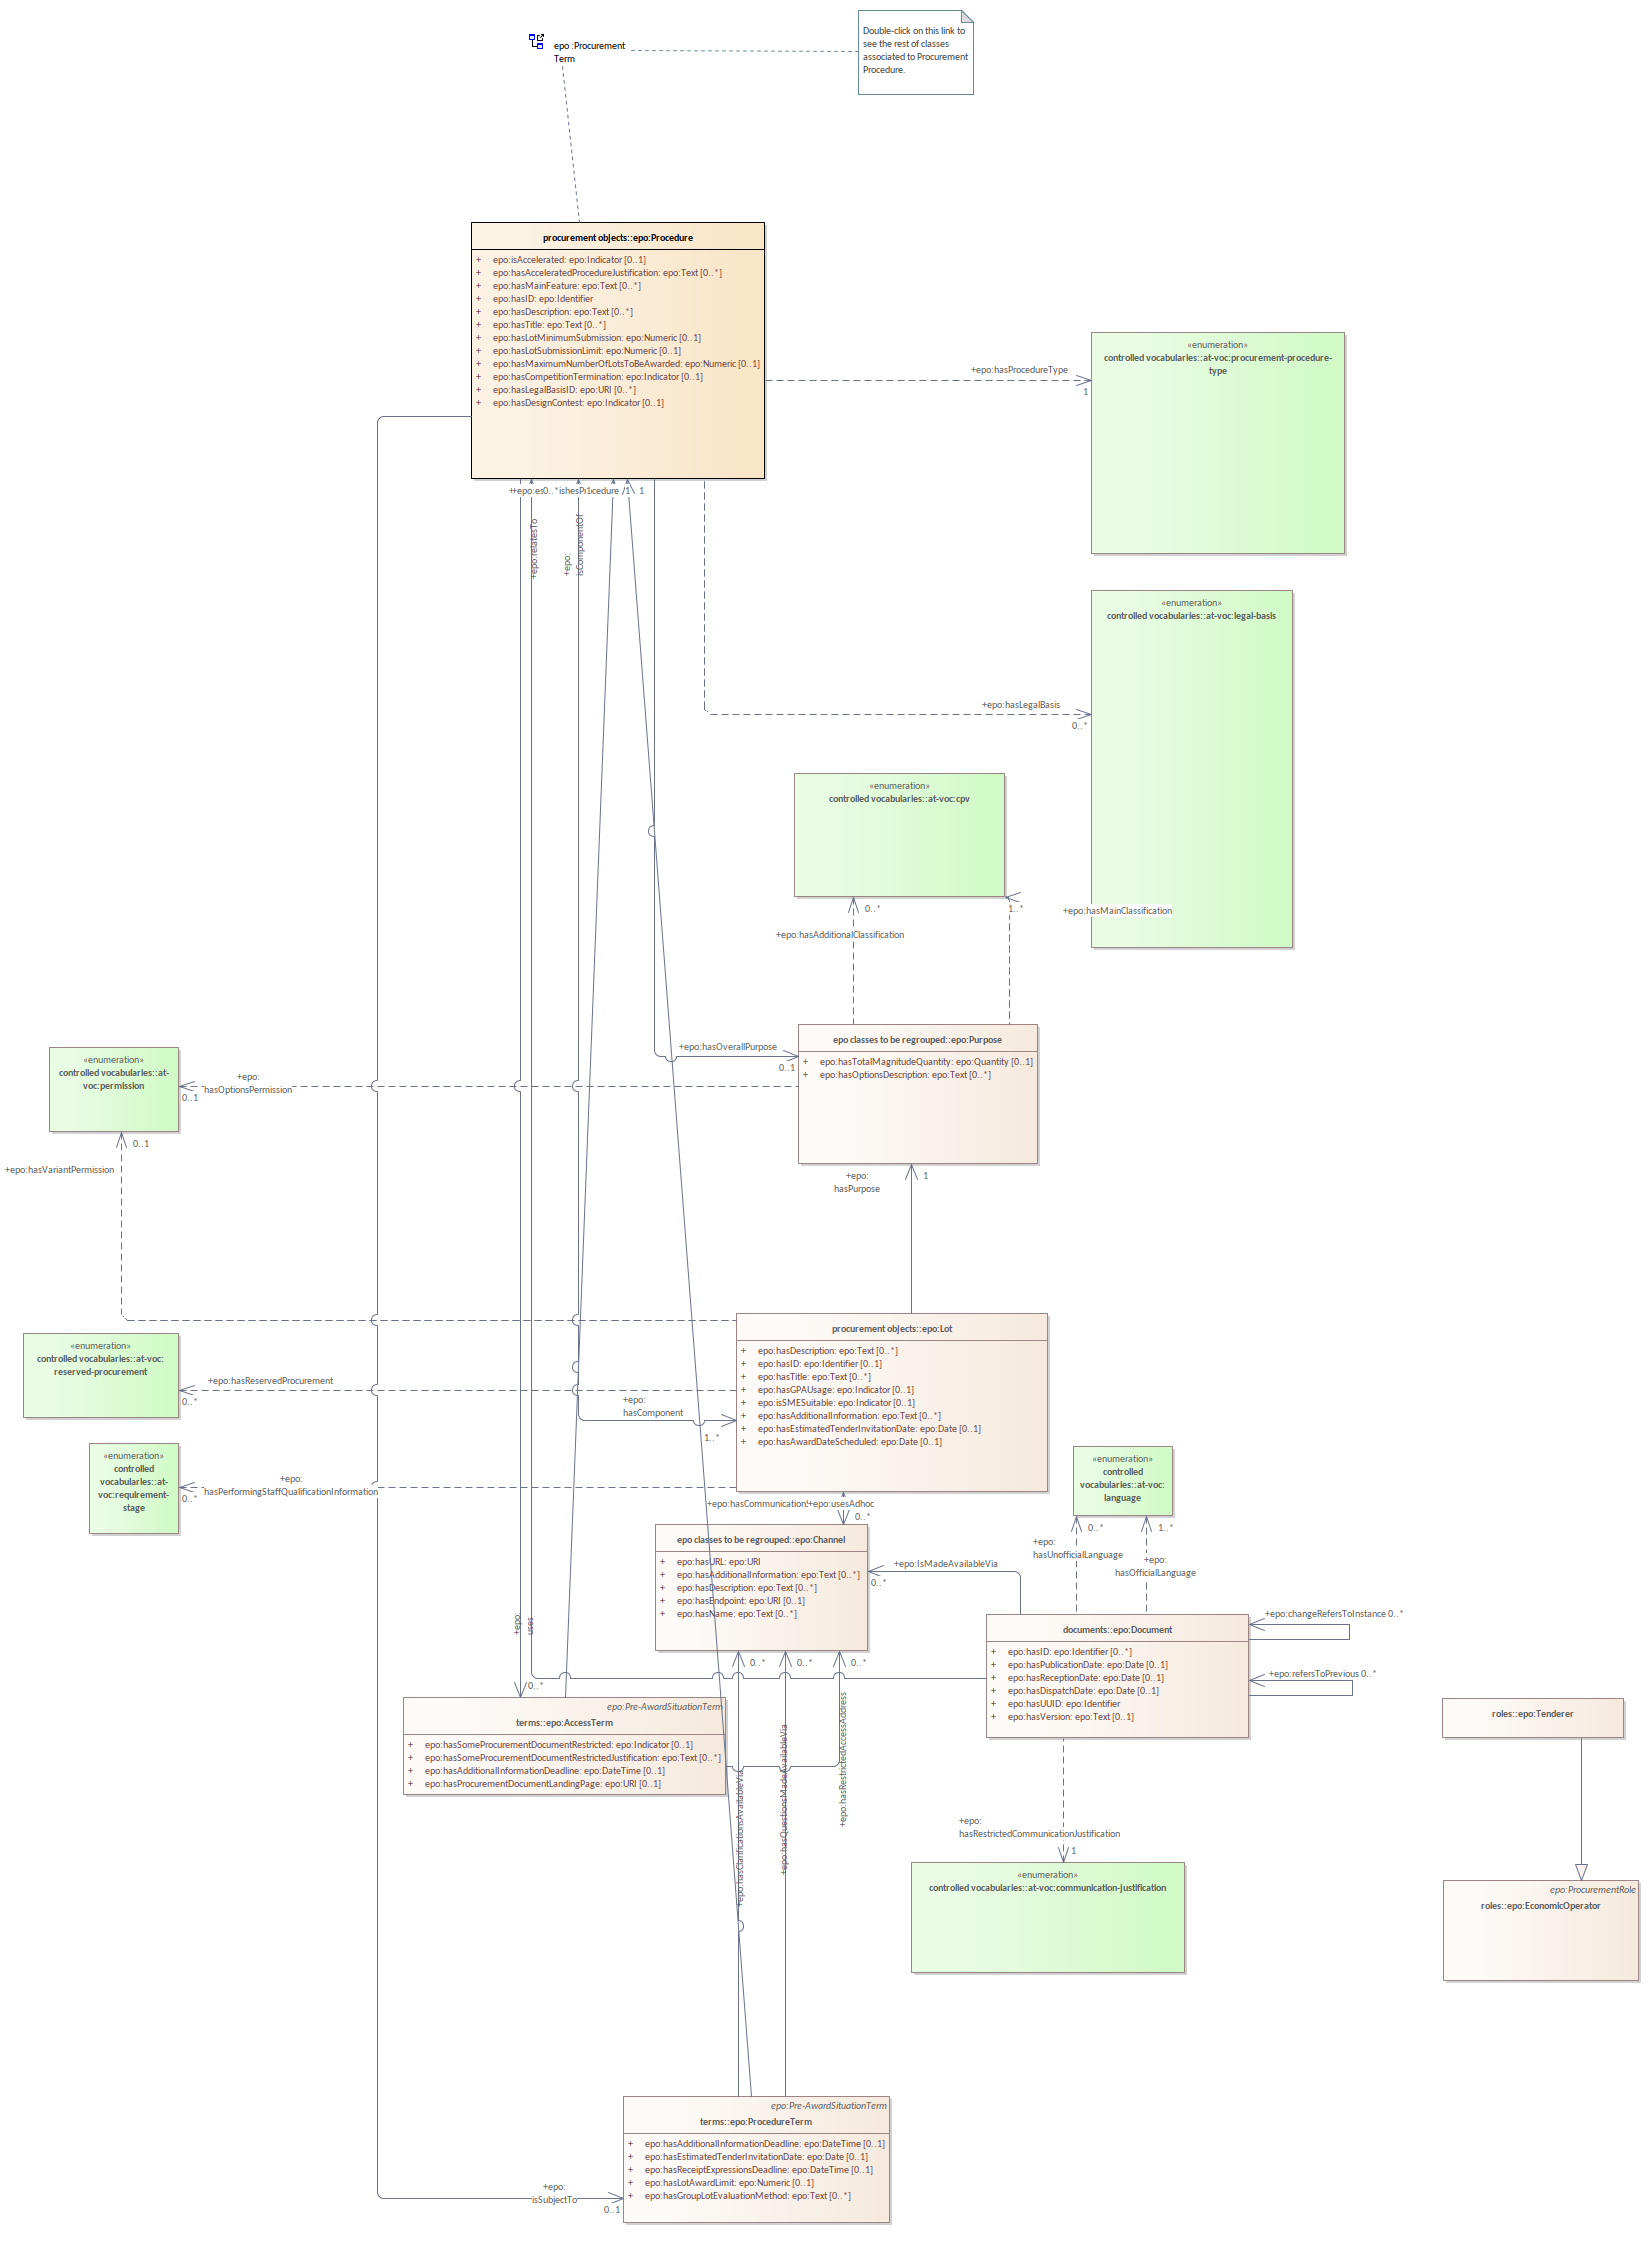 epo :Procurement
Term
Double-click on this link to
see the rest of classes
associated to Procurement
Procedure.
procurement objects::epo:Procedure
+ epo:isAccelerated: epo:Indicator [0..1]
+ epo:hasAcceleratedProcedureJustification: epo:Text [0..*]
+ epo:hasMainFeature: epo:Text [0..*]
+ epo:hasID: epo:Identifier
+ epo:hasDescription: epo:Text [0..*]
+ epo:hasTitle: epo:Text [0..*]
+ epo:hasLotMinimumSubmission: epo:Numeric [0..1]
+ epo:hasLotSubmissionLimit: epo:Numeric [0..1]
+ epo:hasMaximumNumberOfLotsToBeAwarded: epo:Numeric [0..1]
+ epo:hasCompetitionTermination: epo:Indicator [0..1]
+ epo:hasLegalBasisID: epo:URI [0..*]
+ epo:hasDesignContest: epo:Indicator [0..1]
«enumeration»
controlled vocabularies::at-voc:procurement-procedure-
type
+epo:hasProcedureType
1
0..*
1
1
1
+epo:relatesTo
+epo:
isComponentOf
«enumeration»
controlled vocabularies::at-voc:legal-basis
+epo:hasLegalBasis
0..*
«enumeration»
controlled vocabularies::at-voc:cpv
0..*
1..*
+epo:hasMainClassification
+epo:hasAdditionalClassification
epo classes to be regrouped::epo:Purpose
+ epo:hasTotalMagnitudeQuantity: epo:Quantity [0..1]
+ epo:hasOptionsDescription: epo:Text [0..*]
+epo:hasOverallPurpose
0..1
«enumeration»
controlled vocabularies::at-
voc:permission
+epo:
hasOptionsPermission
0..1
0..1
+epo:hasVariantPermission
+epo:
hasPurpose
1
procurement objects::epo:Lot
+ epo:hasDescription: epo:Text [0..*]
+ epo:hasID: epo:Identifier [0..1]
+ epo:hasTitle: epo:Text [0..*]
+ epo:hasGPAUsage: epo:Indicator [0..1]
+ epo:isSMESuitable: epo:Indicator [0..1]
+ epo:hasAdditionalInformation: epo:Text [0..*]
+ epo:hasEstimatedTenderInvitationDate: epo:Date [0..1]
+ epo:hasAwardDateScheduled: epo:Date [0..1]
«enumeration»
controlled vocabularies::at-voc:
reserved-procurement
+epo:hasReservedProcurement
0..*
+epo:
hasComponent
1..*
«enumeration»
controlled
vocabularies::at-
voc:requirement-
stage
+epo:
hasPerformingStaffQualificationInformation
0..*
«enumeration»
controlled
vocabularies::at-voc:
language
+epo:usesAdhoc
0..*
epo classes to be regrouped::epo:Channel
+ epo:hasURL: epo:URI
+ epo:hasAdditionalInformation: epo:Text [0..*]
+ epo:hasDescription: epo:Text [0..*]
+ epo:hasEndpoint: epo:URI [0..1]
+ epo:hasName: epo:Text [0..*]
0..*
1..*
+epo:
hasUnofficialLanguage
+epo:
hasOfficialLanguage
+epo:IsMadeAvailableVia
0..*
documents::epo:Document
+ epo:hasID: epo:Identifier [0..*]
+ epo:hasPublicationDate: epo:Date [0..1]
+ epo:hasReceptionDate: epo:Date [0..1]
+ epo:hasDispatchDate: epo:Date [0..1]
+ epo:hasUUID: epo:Identifier
+ epo:hasVersion: epo:Text [0..1]
+epo:changeRefersToInstance 0..*
+epo:refersToPrevious 0..*
+epo:
uses
0..*
0..*
0..*
0..*
epo:Pre-AwardSituationTerm
terms::epo:AccessTerm
+ epo:hasSomeProcurementDocumentRestricted: epo:Indicator [0..1]
+ epo:hasSomeProcurementDocumentRestrictedJustification: epo:Text [0..*]
+ epo:hasAdditionalInformationDeadline: epo:DateTime [0..1]
+ epo:hasProcurementDocumentLandingPage: epo:URI [0..1]
+epo:hasClarificationsAvailableVia
+epo:hasQuestionsMadeAvailableVia
+epo:hasRestrictedAccessAddress
roles::epo:Tenderer
+epo:
hasRestrictedCommunicationJustification
1
«enumeration»
controlled vocabularies::at-voc:communication-justification
epo:ProcurementRole
roles::epo:EconomicOperator
epo:Pre-AwardSituationTerm
terms::epo:ProcedureTerm
+ epo:hasAdditionalInformationDeadline: epo:DateTime [0..1]
+ epo:hasEstimatedTenderInvitationDate: epo:Date [0..1]
+ epo:hasReceiptExpressionsDeadline: epo:DateTime [0..1]
+ epo:hasLotAwardLimit: epo:Numeric [0..1]
+ epo:hasGroupLotEvaluationMethod: epo:Text [0..*]
+epo:
isSubjectTo
0..1